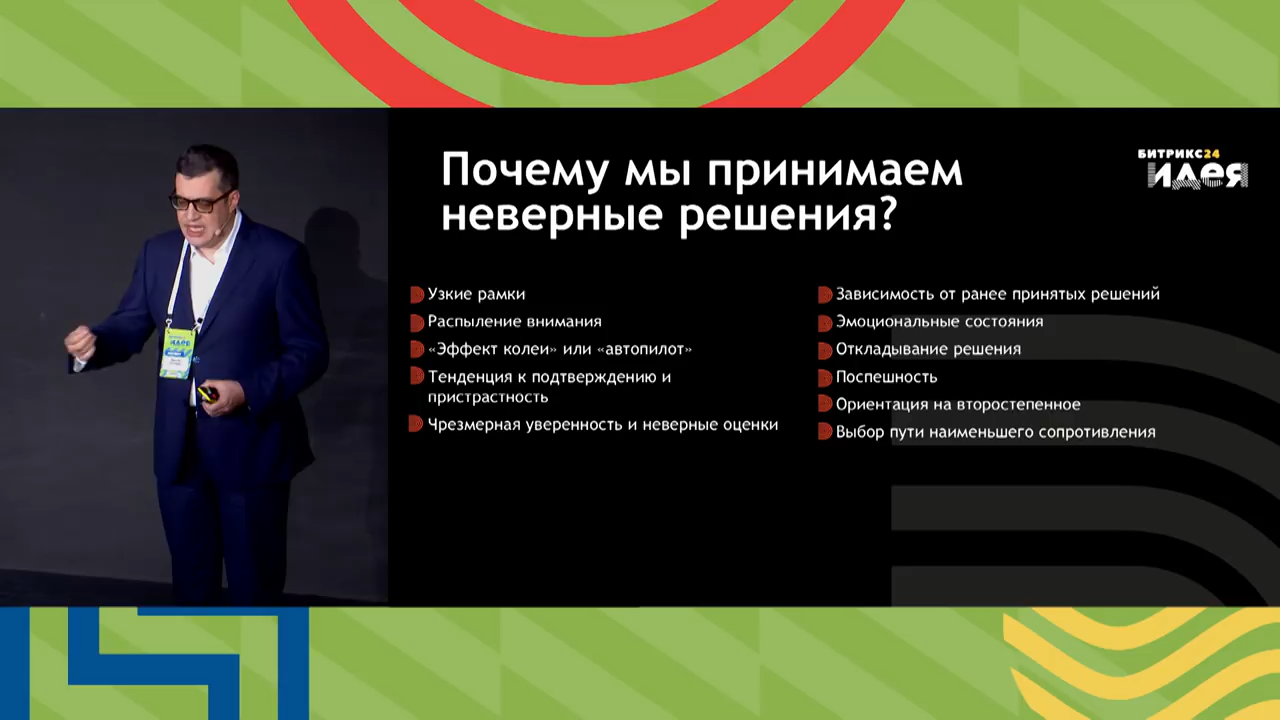 Почему мы принимаем
неверные решения?
БИТРИКС24
идея
Узкие рамки
Распыление внимания
«Эффект колеи» или «автопилот»
Тенденция к подтверждению и
пристрастность
Чрезмерная уверенность и неверные оценки
Зависимость от ранее принятых решений
Эмоциональные состояния
Откладывание решения
Поспешность
Ориентация на второстепенное
Выбор пути наименьшего сопротивления
идея